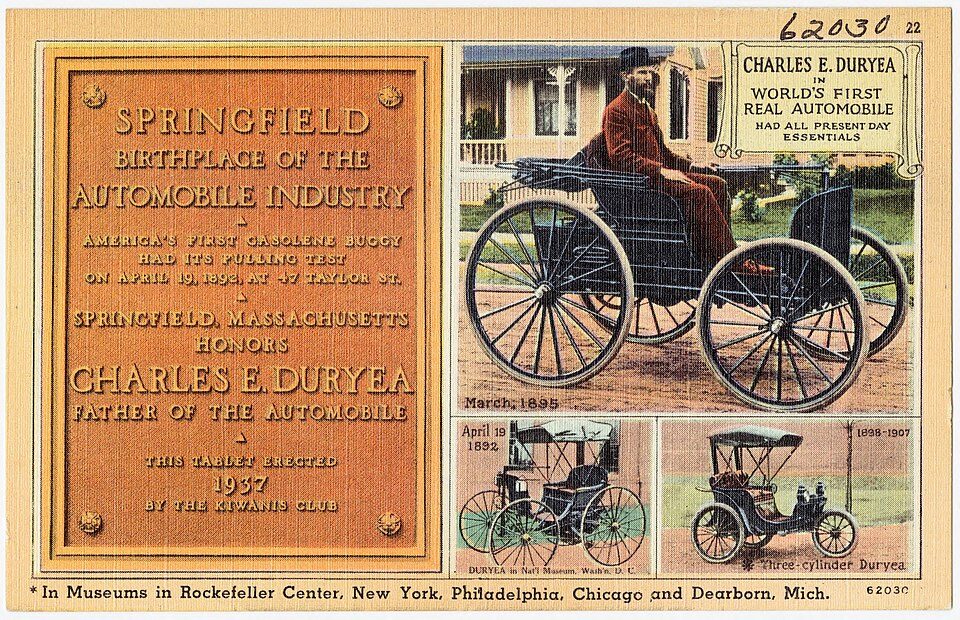 62030 22
SPRINGFIELD
BIRTHPLACE OF THE
AUTOMOBILE INDUSTRY
AMERICA'S FIRST GASOLENE BUGGY
HAD ITS PULLING TEST
ON APRIL 19, 1892, AT 47 TAYLOR ST.
SPRINGFIELD, MASSACHUSETTS
HONORS
CHARLES E. DURYEA
FATHER OF THE AUTOMOBILE
THIS TABLET ERECTED
1937
BY THE KIWANIS CLUB
CHARLES E. DURYEA
IN
WORLD'S FIRST
REAL AUTOMOBILE
HAD ALL PRESENT DAY
ESSENTIALS
March, 1895
April 19
1892
DURYEA in Nat'l Museum, Wash'n, D. C.
1898-1907
* Three-cylinder Duryea
*In Museums in Rockefeller Center, New York, Philadelphia, Chicago and Dearborn, Mich.
62030